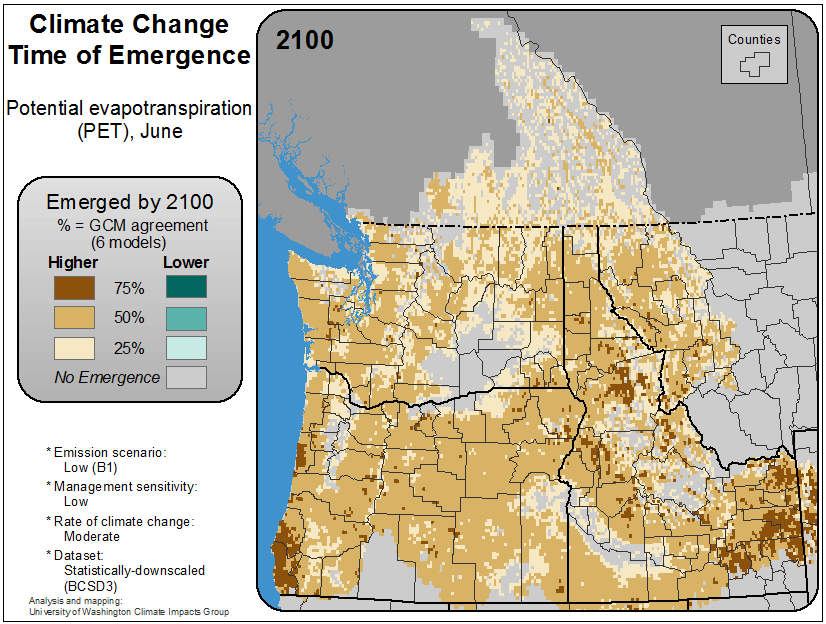 Climate Change
Time of Emergence
Potential evapotranspiration
(PET), June
Emerged by 2100
% = GCM agreement
(6 models)
Higher Lower
75%
50%
25%
No Emergence
* Emission scenario:
Low (B1)
* Management sensitivity:
Low
* Rate of climate change:
Moderate
* Dataset:
Statistically-downscaled
(BCSD3)
Analysis and mapping:
University of Washington Climate Impacts Group
2100
Counties